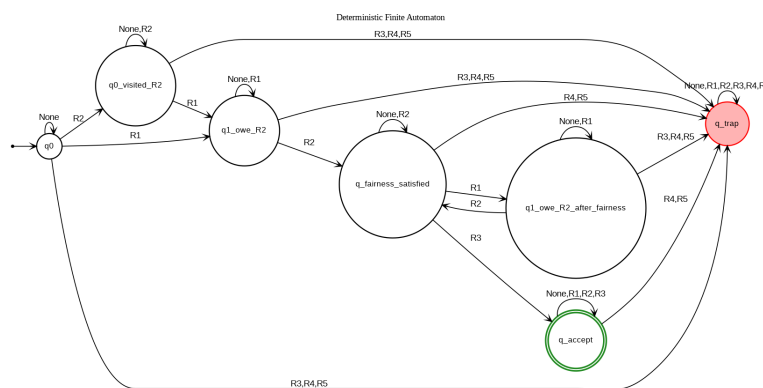 Deterministic Finite Automaton
None,R2
R3,R4,R5
q0_visited_R2
None,R1
R3,R4,R5
None,R1,R2,R3,R4,R
None
R2
R1
q1_owe_R2
None,R2
R4,R5
q_trap
q0
R1
R2
None,R1
R3,R4,R5
q_fairness_satisfied
R1
R2
q1_owe_R2_after_fairness
R4,R5
R3
None,R1,R2,R3
q_accept
R3,R4,R5